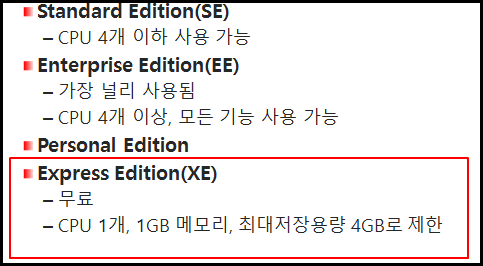 Standard Edition(SE)
– CPU 4개 이하 사용 가능
Enterprise Edition(EE)
– 가장 널리 사용됨
– CPU 4개 이상, 모든 기능 사용 가능
Personal Edition
Express Edition(XE)
– 무료
– CPU 1개, 1GB 메모리, 최대저장용량 4GB로 제한